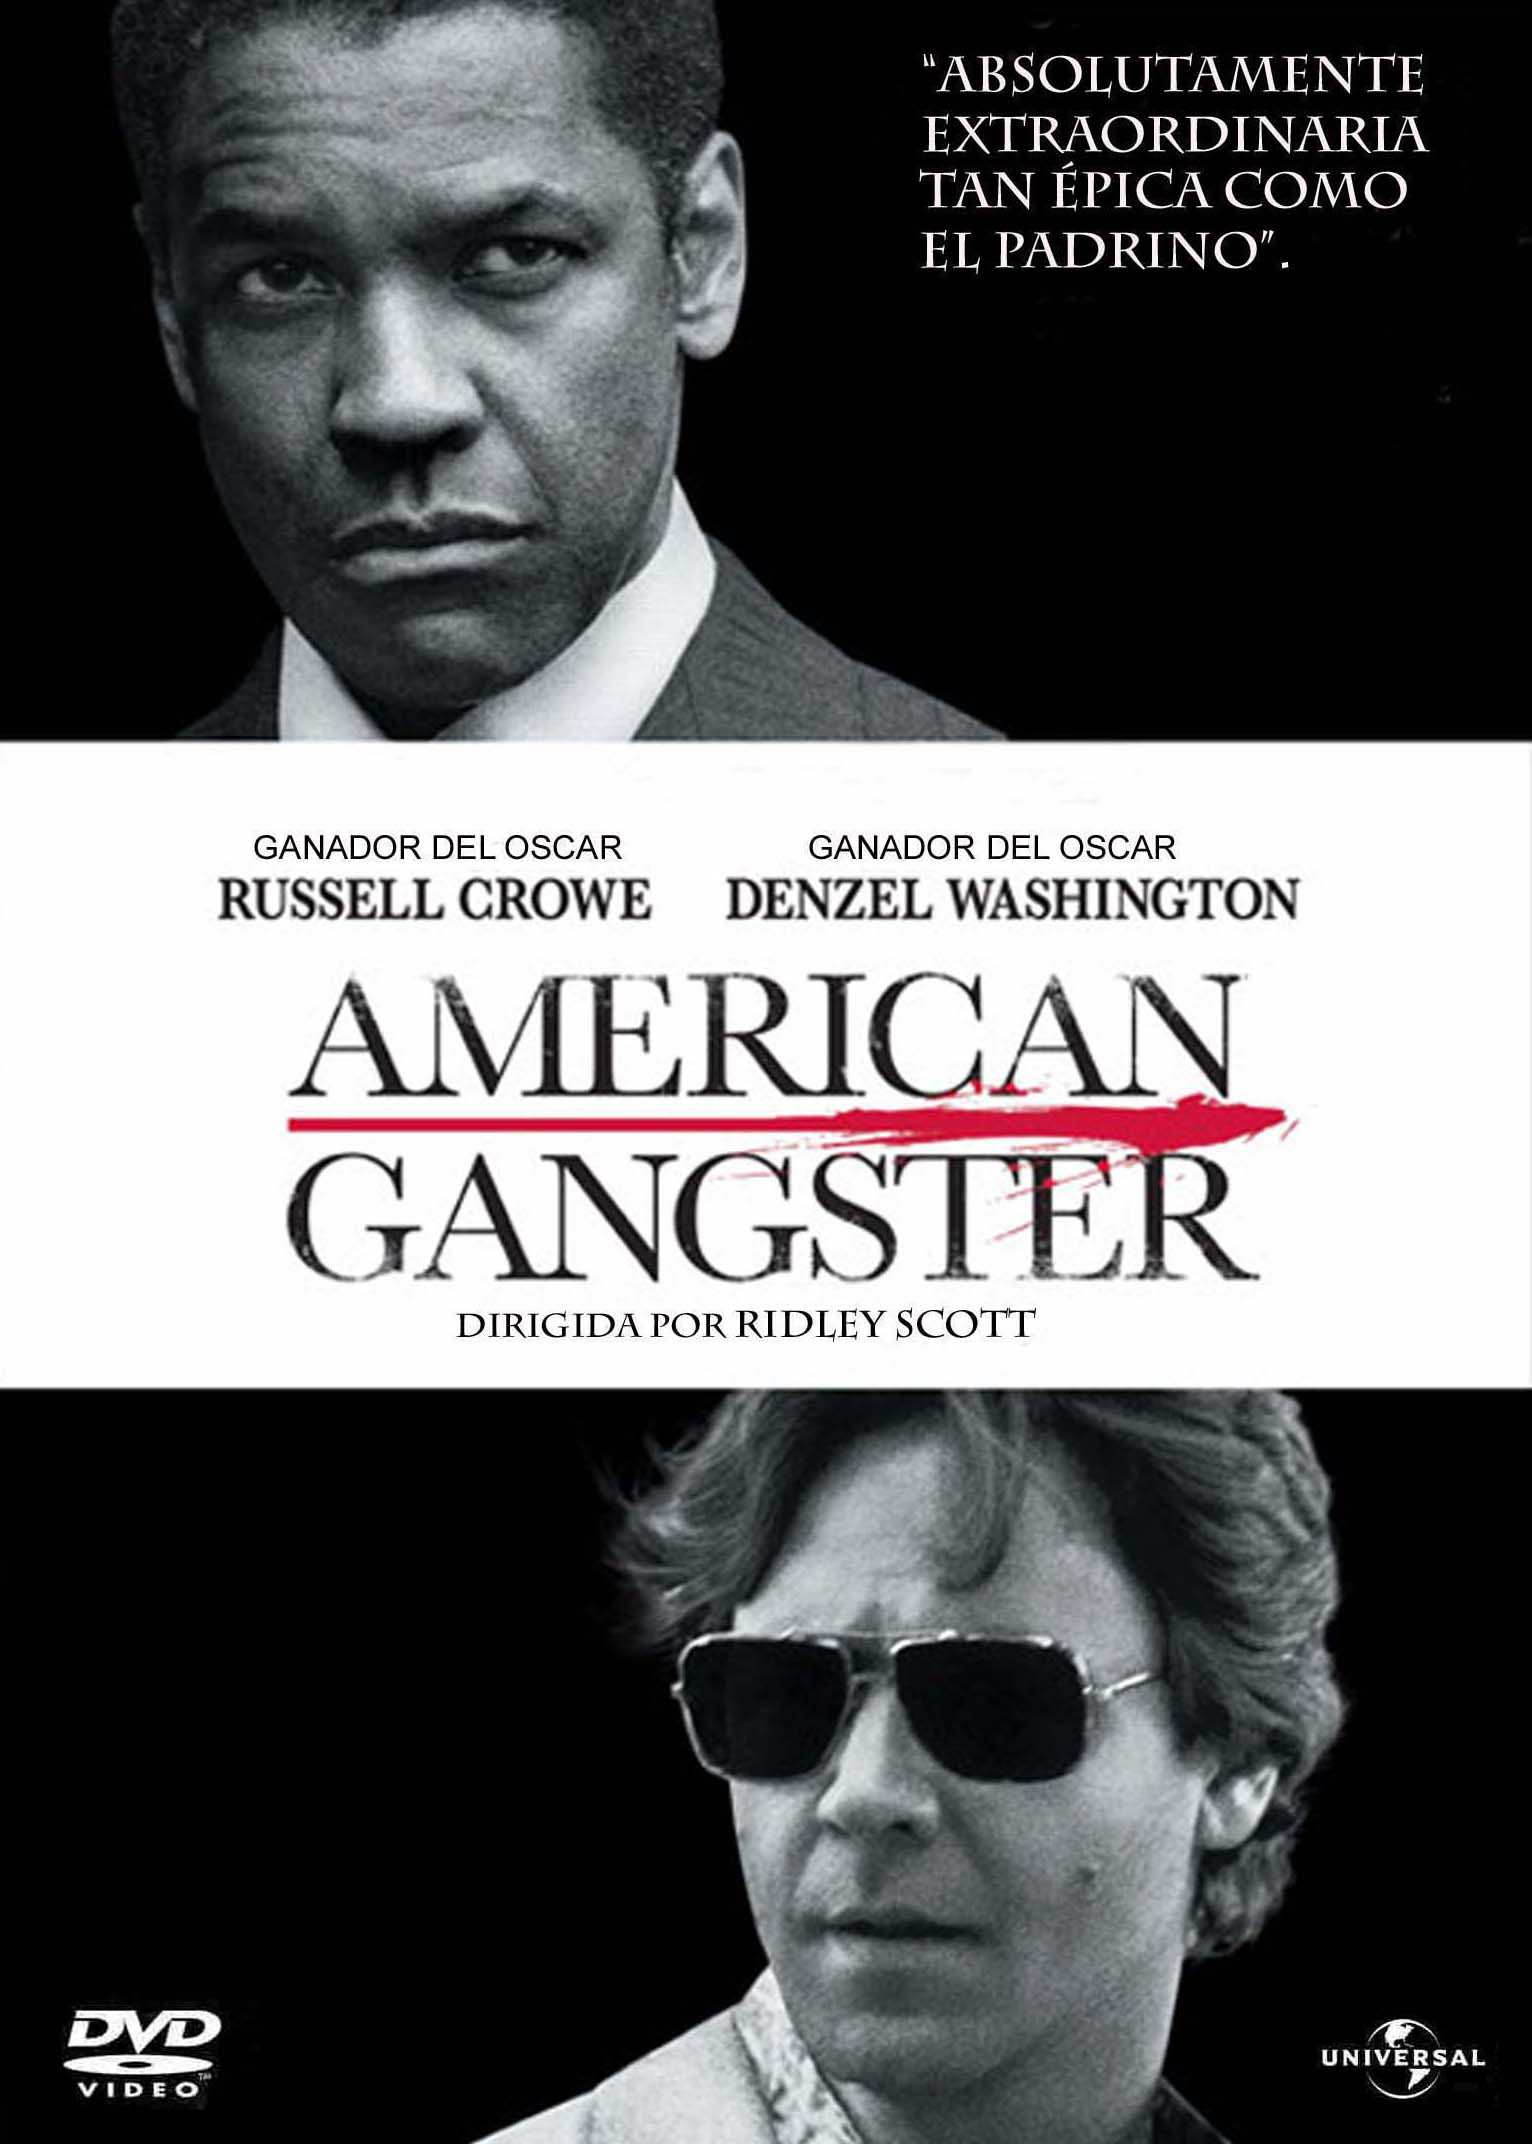 “ABSOLUTAMENTE
EXTRAORDINARIA
TAN ÉPICA COMO
EL PADRINO”.
GANADOR DEL OSCAR
RUSSELL CROWE
GANADOR DEL OSCAR
DENZEL WASHINGTON
AMERICAN
GANGSTER
DIRIGIDA POR RIDLEY SCOTT
DVD
VIDEO™
UNIVERSAL